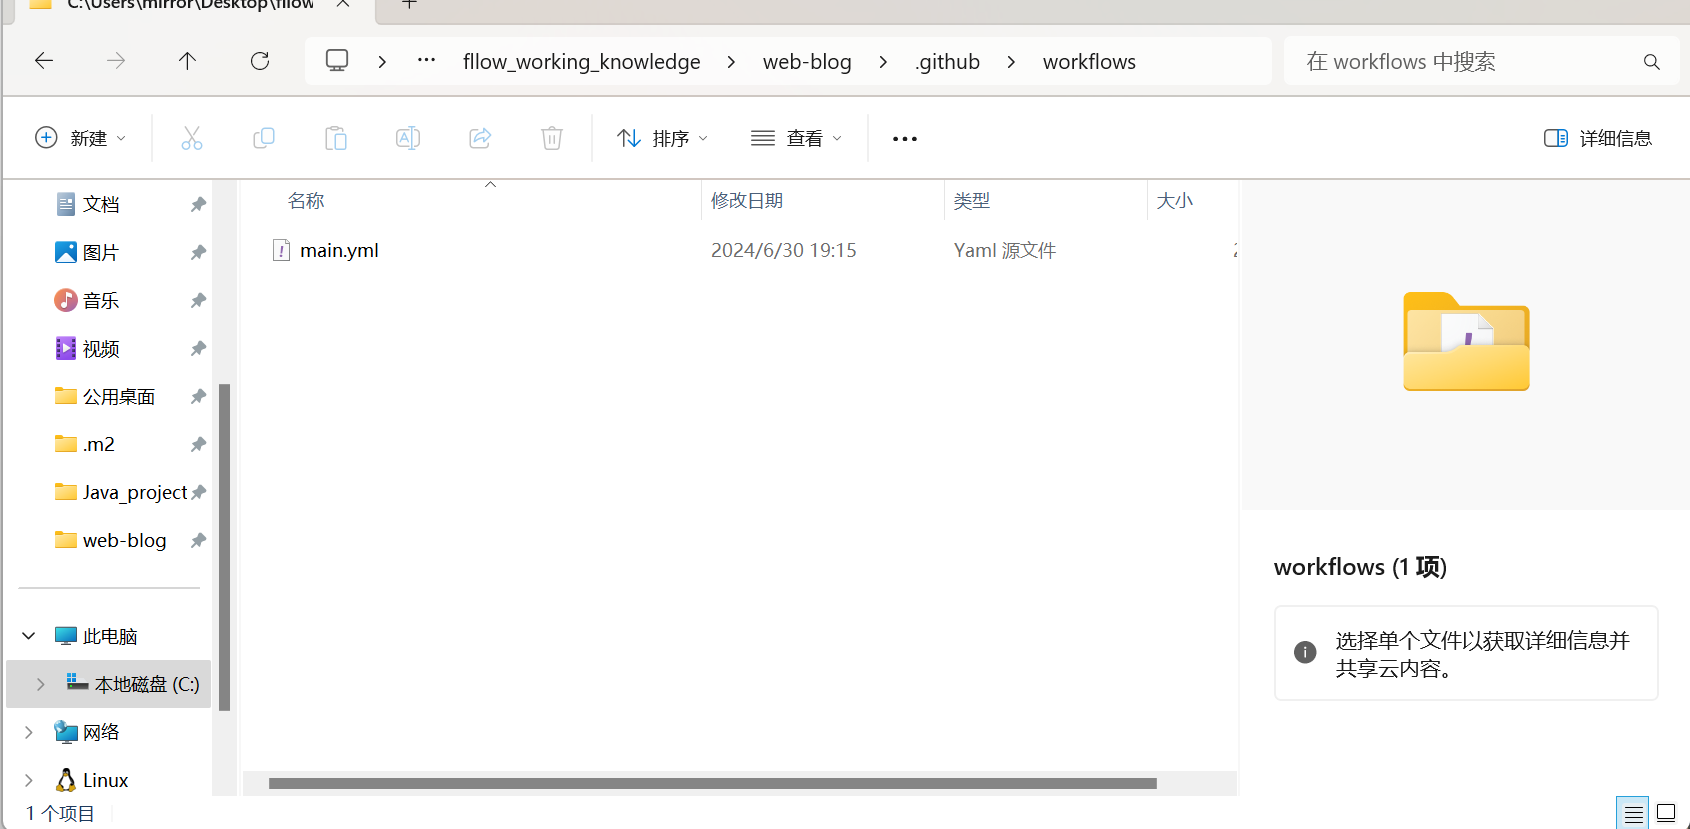 C:\Users\mirror\Desktop\fllow
fllow_working_knowledge
web-blog
.github
workflows
在 workflows 中搜索
新建
排序
查看
详细信息
文档
图片
音乐
视频
公用桌面
.m2
Java_project
web-blog
此电脑
本地磁盘 (C:)
网络
Linux
名称
修改日期
类型
大小
main.yml
2024/6/30 19:15
Yaml 源文件
workflows (1 项)
选择单个文件以获取详细信息并
共享云内容。
1 个项目